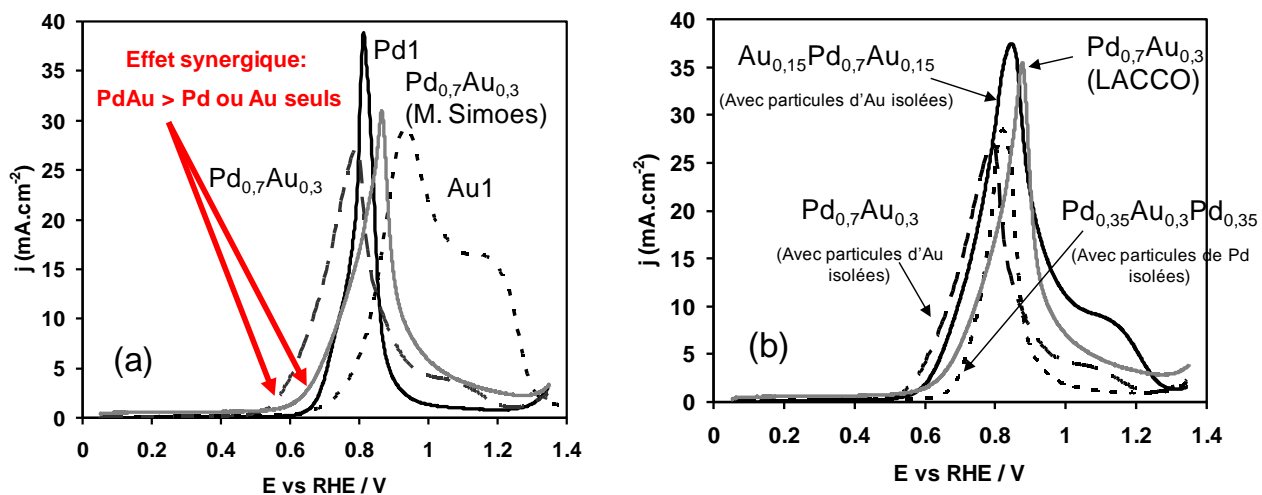 40
35
30
25
20
15
10
5
0
j (mA.cm-2)
Effet synergique:
PdAu > Pd ou Au seuls
Pd1
Pd0,7Au0,3
(M. Simoes)
Pd0,7Au0,3
Au1
(a)
0 0.2 0.4 0.6 0.8 1 1.2 1.4
E vs RHE / V
40
35
30
25
20
15
10
5
0
j (mA.cm-2)
Au0,15Pd0,7Au0,15
(Avec particules d'Au isolées)
Pd0,7Au0,3
(LACCO)
Pd0,7Au0,3
(Avec particules d'Au
isolées)
Pd0,35Au0,3Pd0,35
(Avec particules de Pd
isolées)
(b)
0 0.2 0.4 0.6 0.8 1 1.2 1.4
E vs RHE / V